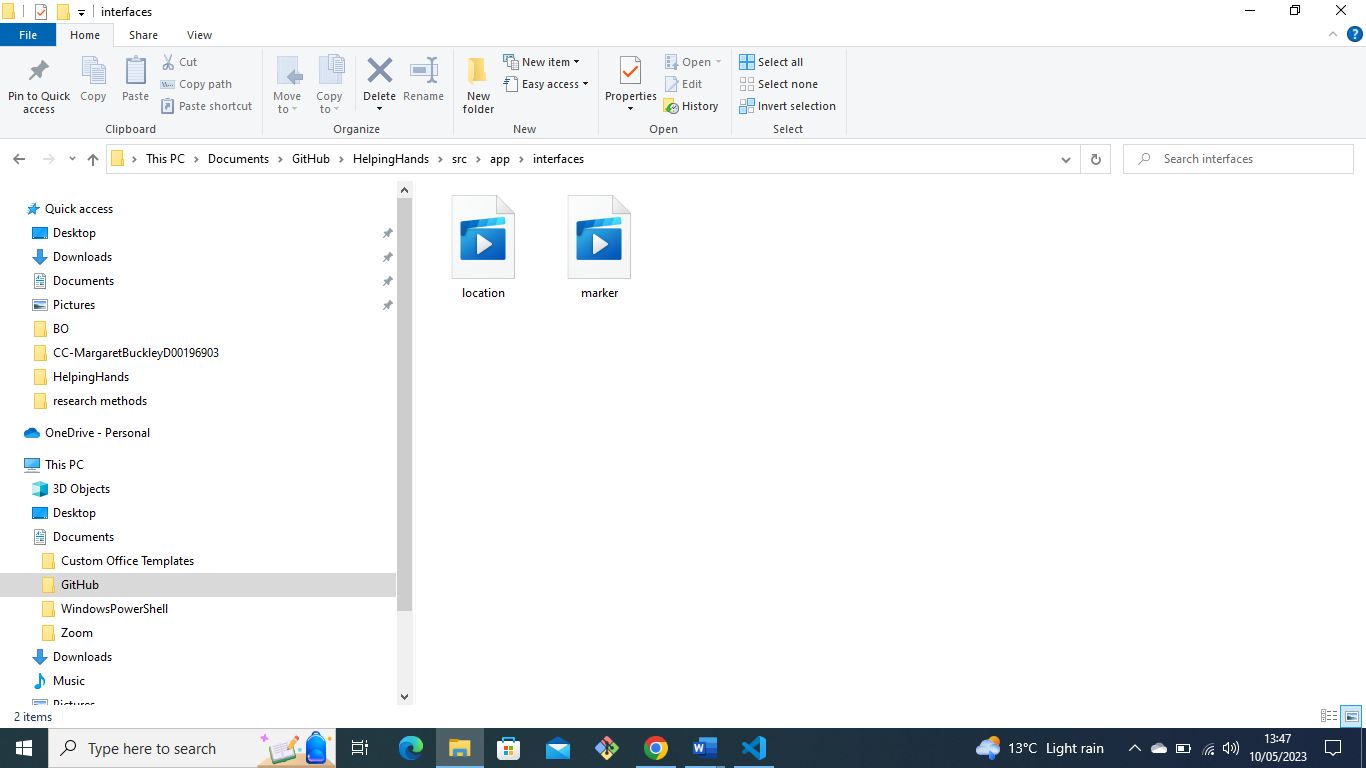 interfaces
File Home Share View
Pin to Quick access
Copy
Paste
Cut
Copy path
Paste shortcut
Clipboard
Move to
Copy to
Delete
Rename
Organize
New folder
New item
Easy access
New
Properties
Open
Edit
History
Open
Select all
Select none
Invert selection
Select
This PC Documents GitHub HelpingHands src app interfaces
Search interfaces
Quick access
Desktop
Downloads
Documents
Pictures
BO
CC-MargaretBuckleyD00196903
HelpingHands
research methods
OneDrive - Personal
This PC
3D Objects
Desktop
Documents
Custom Office Templates
GitHub
WindowsPowerShell
Zoom
Downloads
Music
Pictures
location marker
2 items
Type here to search
13°C Light rain
13:47
10/05/2023